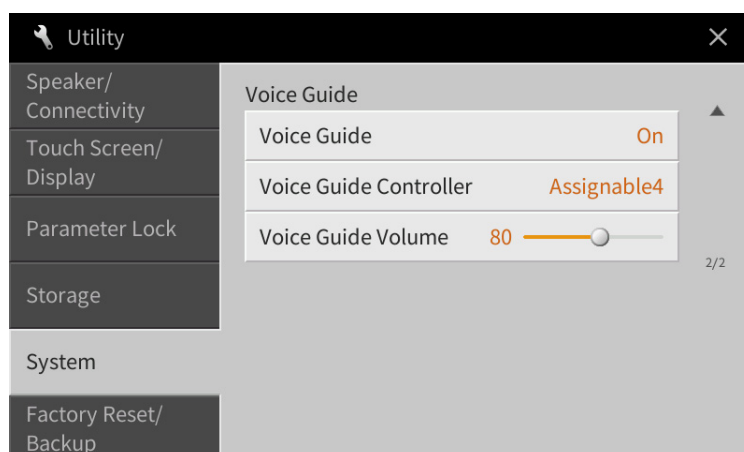 Utility
Speaker/
Connectivity
Touch Screen/
Display
Parameter Lock
Storage
System
Factory Reset/
Backup
Voice Guide
Voice Guide On
Voice Guide Controller Assignable4
Voice Guide Volume 80
2/2